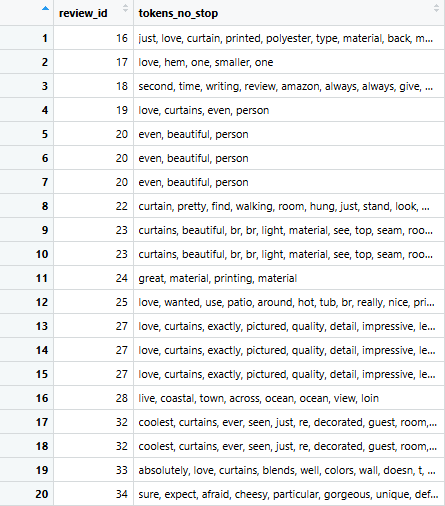 review_id tokens_no_stop
1 16 just, love, curtain, printed, polyester, type, material, back, m...
2 17 love, hem, one, smaller, one
3 18 second, time, writing, review, amazon, always, always, give, ...
4 19 love, curtains, even, person
5 20 even, beautiful, person
6 20 even, beautiful, person
7 20 even, beautiful, person
8 22 curtain, pretty, find, walking, room, hung, just, stand, look, ...
9 23 curtains, beautiful, br, br, light, material, see, top, seam, roo...
10 23 curtains, beautiful, br, br, light, material, see, top, seam, roo...
11 24 great, material, printing, material
12 25 love, wanted, use, patio, around, hot, tub, br, really, nice, pri...
13 27 love, curtains, exactly, pictured, quality, detail, impressive, le...
14 27 love, curtains, exactly, pictured, quality, detail, impressive, le...
15 27 love, curtains, exactly, pictured, quality, detail, impressive, le...
16 28 live, coastal, town, across, ocean, ocean, view, loin
17 32 coolest, curtains, ever, seen, just, re, decorated, guest, room,...
18 32 coolest, curtains, ever, seen, just, re, decorated, guest, room,...
19 33 absolutely, love, curtains, blends, well, colors, wall, doesn, t, ...
20 34 sure, expect, afraid, cheesy, particular, gorgeous, unique, def...